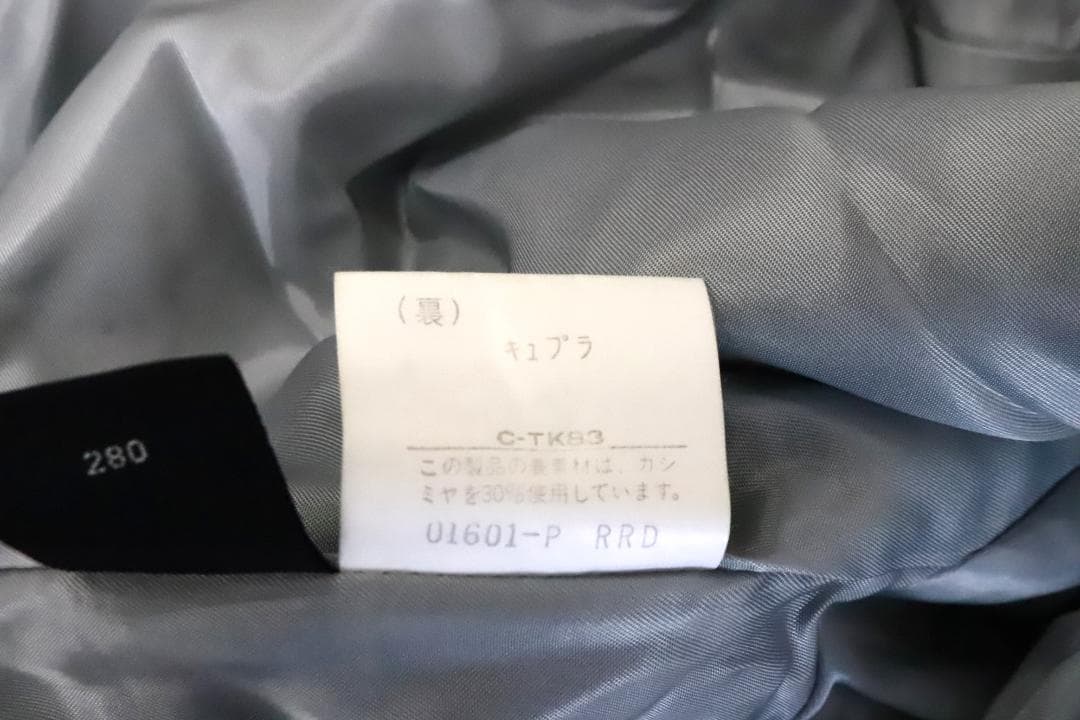 280
(裏)
キュプラ
C-TK83
この製品の表素材は、カシ
ミヤを30%使用しています。
01601-P RRD